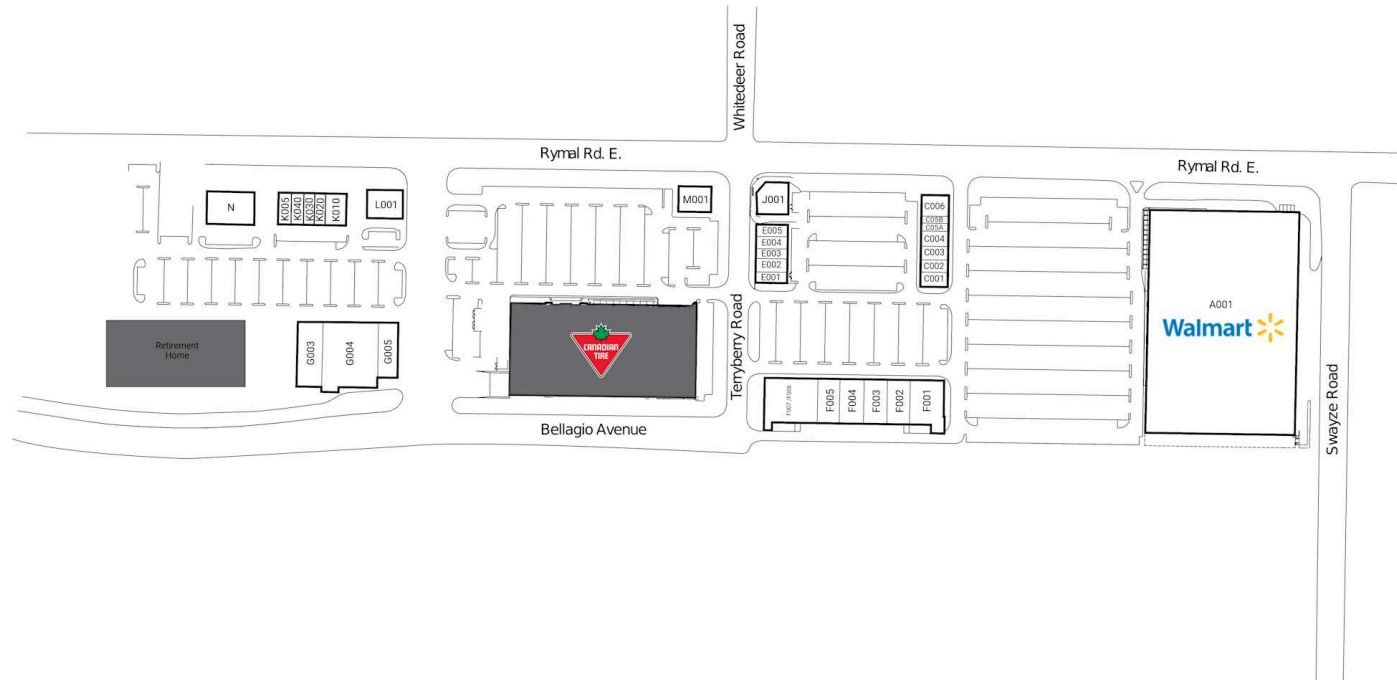 Whitedeer Road
Rymal Rd. E.
Rymal Rd. E.
N
K005
K040
K030
K020
K010
L001
M001
J001
E005
E004
E003
E002
E001
C006
C05B
C05A
C004
C003
C002
C001
A001
Walmart
Retirement
Home
G003
G004
G005
CANADIAN
TIRE
Terryberry Road
F007 /F006
F005
F004
F003
F002
F001
Bellagio Avenue
Swayze Road